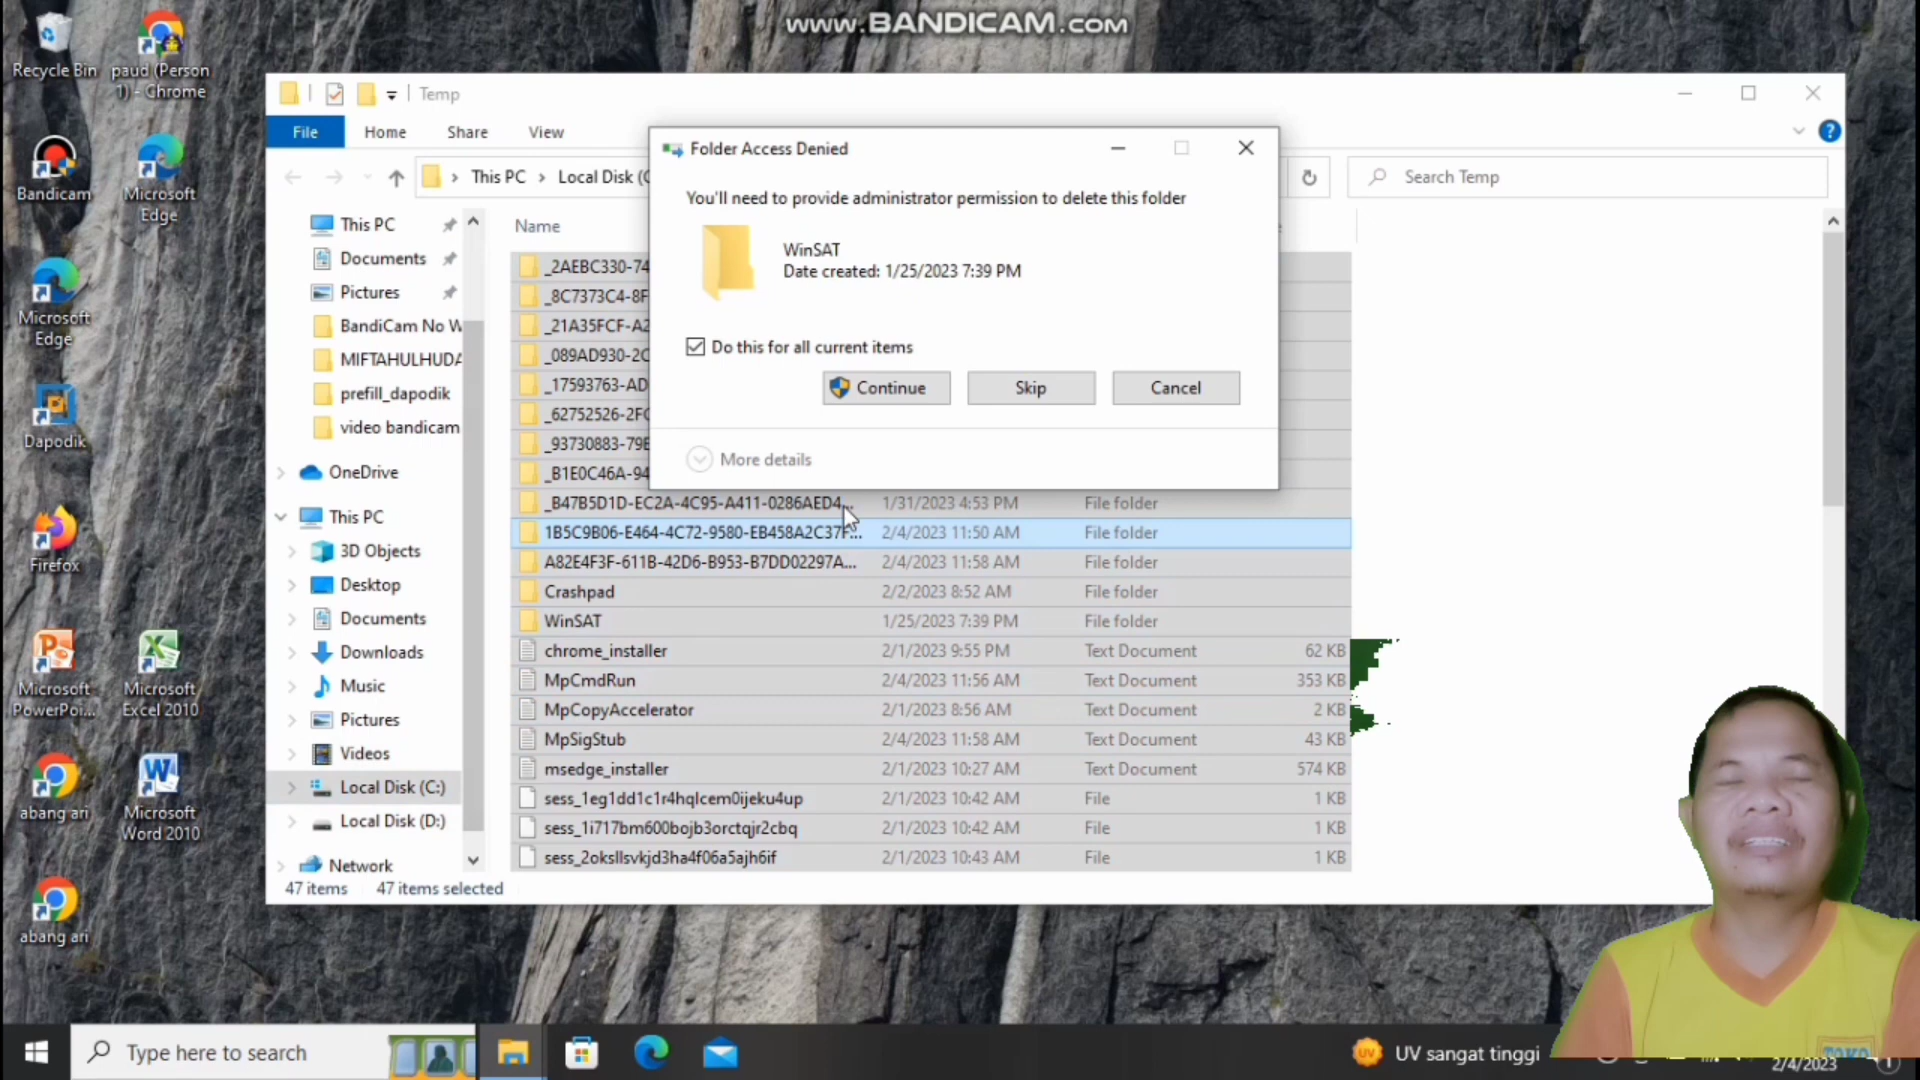 www.BANDICAM.com
Recycle Bin
paud (Person
1) - Chrome
Bandicam
Microsoft
Edge
Microsoft
Edge
Dapodik
Firefox
Microsoft
PowerPoi...
Microsoft
Excel 2010
abang ari
Microsoft
Word 2010
abang ari
Temp
File
Home
Share
View
This PC
Local Disk (C
Search Temp
This PC
Documents
Pictures
BandiCam No W
MIFTAHULHUDA
prefill_dapodik
video bandicam
OneDrive
This PC
3D Objects
Desktop
Documents
Downloads
Music
Pictures
Videos
Local Disk (C:)
Local Disk (D:)
Network
Name
_2AEBC330-74
_8C7373C4-8F
_21A35FCF-A2
_089AD930-2C
_17593763-AD
_62752526-2FC
_93730883-79E
_B1E0C46A-94
_B47B5D1D-EC2A-4C95-A411-0286AED4... 1/31/2023 4:53 PM File folder
1B5C9B06-E464-4C72-9580-EB458A2C37F... 2/4/2023 11:50 AM File folder
A82E4F3F-611B-42D6-B953-B7DD02297A... 2/4/2023 11:58 AM File folder
Crashpad 2/2/2023 8:52 AM File folder
WinSAT 1/25/2023 7:39 PM File folder
chrome_installer 2/1/2023 9:55 PM Text Document 62 KB
MpCmdRun 2/4/2023 11:56 AM Text Document 353 KB
MpCopyAccelerator 2/1/2023 8:56 AM Text Document 2 KB
MpSigStub 2/4/2023 11:58 AM Text Document 43 KB
msedge_installer 2/1/2023 10:27 AM Text Document 574 KB
sess_1eg1dd1c1r4hqlcem0ijeku4up 2/1/2023 10:42 AM File 1 KB
sess_1i717bm600bojb3orctqjr2cbq 2/1/2023 10:42 AM File 1 KB
sess_2oksllsvkjd3ha4f06a5ajh6if 2/1/2023 10:43 AM File 1 KB
47 items 47 items selected
Folder Access Denied
You'll need to provide administrator permission to delete this folder
WinSAT
Date created: 1/25/2023 7:39 PM
Do this for all current items
Continue
Skip
Cancel
More details
Type here to search
UV
UV sangat tinggi
2/4/2023